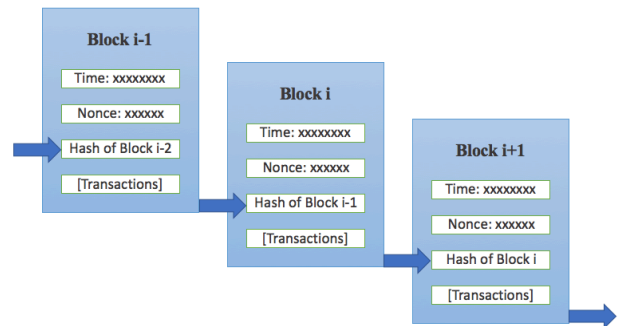 Block i-1
Time: xxxxxxxx
Nonce: xxxxxx
Hash of Block i-2
[Transactions]
Block i
Time: xxxxxxxx
Nonce: xxxxxx
Hash of Block i-1
[Transactions]
Block i+1
Time: xxxxxxxx
Nonce: xxxxxx
Hash of Block i
[Transactions]